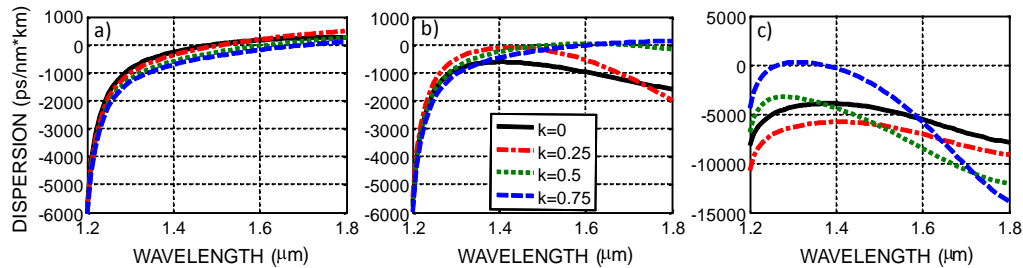 DISPERSION (ps/nm*km)
a)
1000
0
-1000
-2000
-3000
-4000
-5000
-6000
1.2 1.4 1.6 1.8
WAVELENGTH (μm)
b)
1000
0
-1000
-2000
-3000
-4000
-5000
-6000
1.2 1.4 1.6 1.8
WAVELENGTH (μm)
k=0
k=0.25
k=0.5
k=0.75
c)
5000
0
-5000
-10000
-15000
1.2 1.4 1.6 1.8
WAVELENGTH (μm)